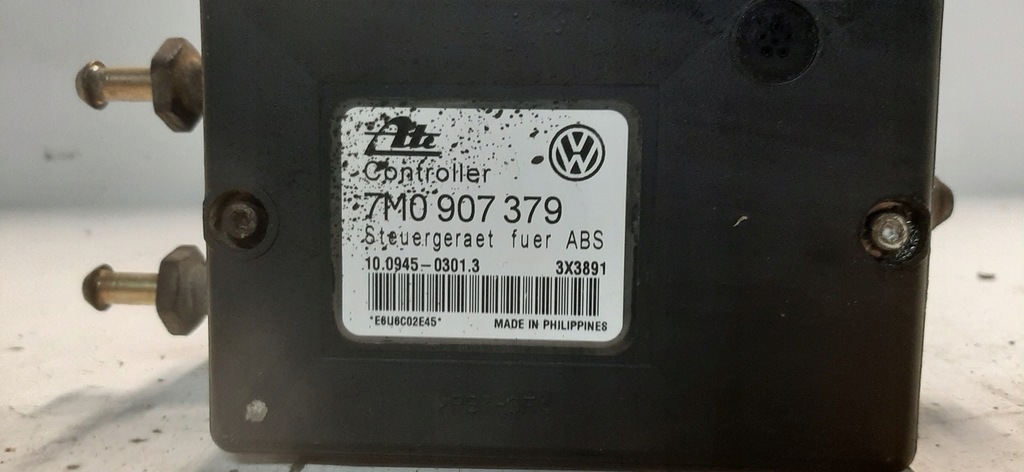 Ate
Controller
7M0 907 379
Steuergeraet fuer ABS
10.0945-0301.3 3X3891
*E6U6C02E45* MADE IN PHILIPPINES